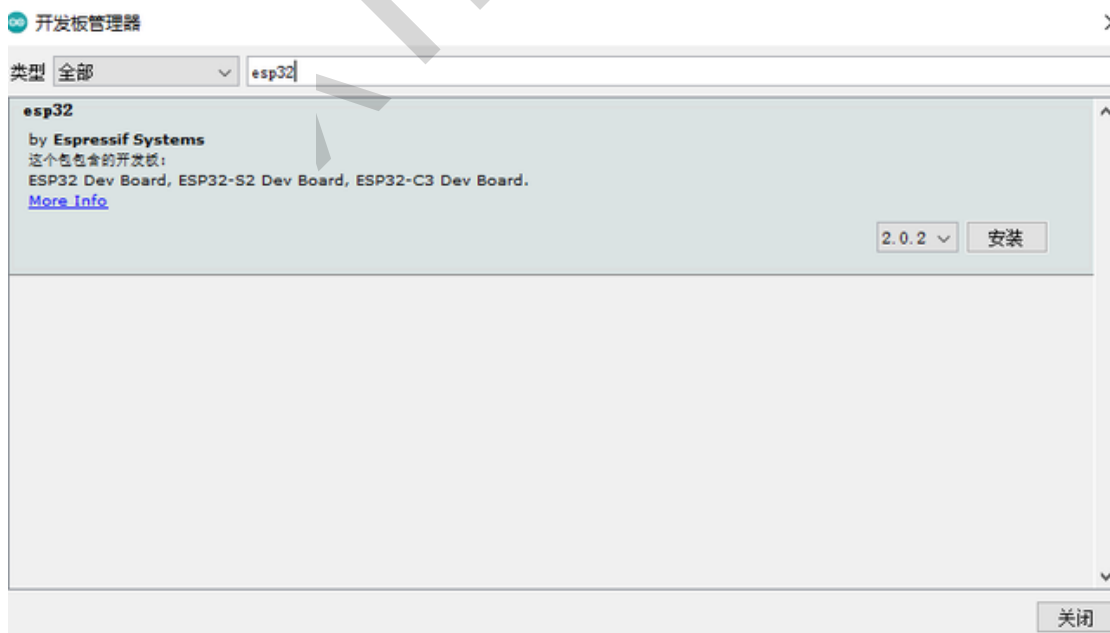 开发板管理器
类型 全部 esp32
esp32
by Espressif Systems
这个包包含的开发板:
ESP32 Dev Board, ESP32-S2 Dev Board, ESP32-C3 Dev Board.
More Info
2.0.2 安装
关闭